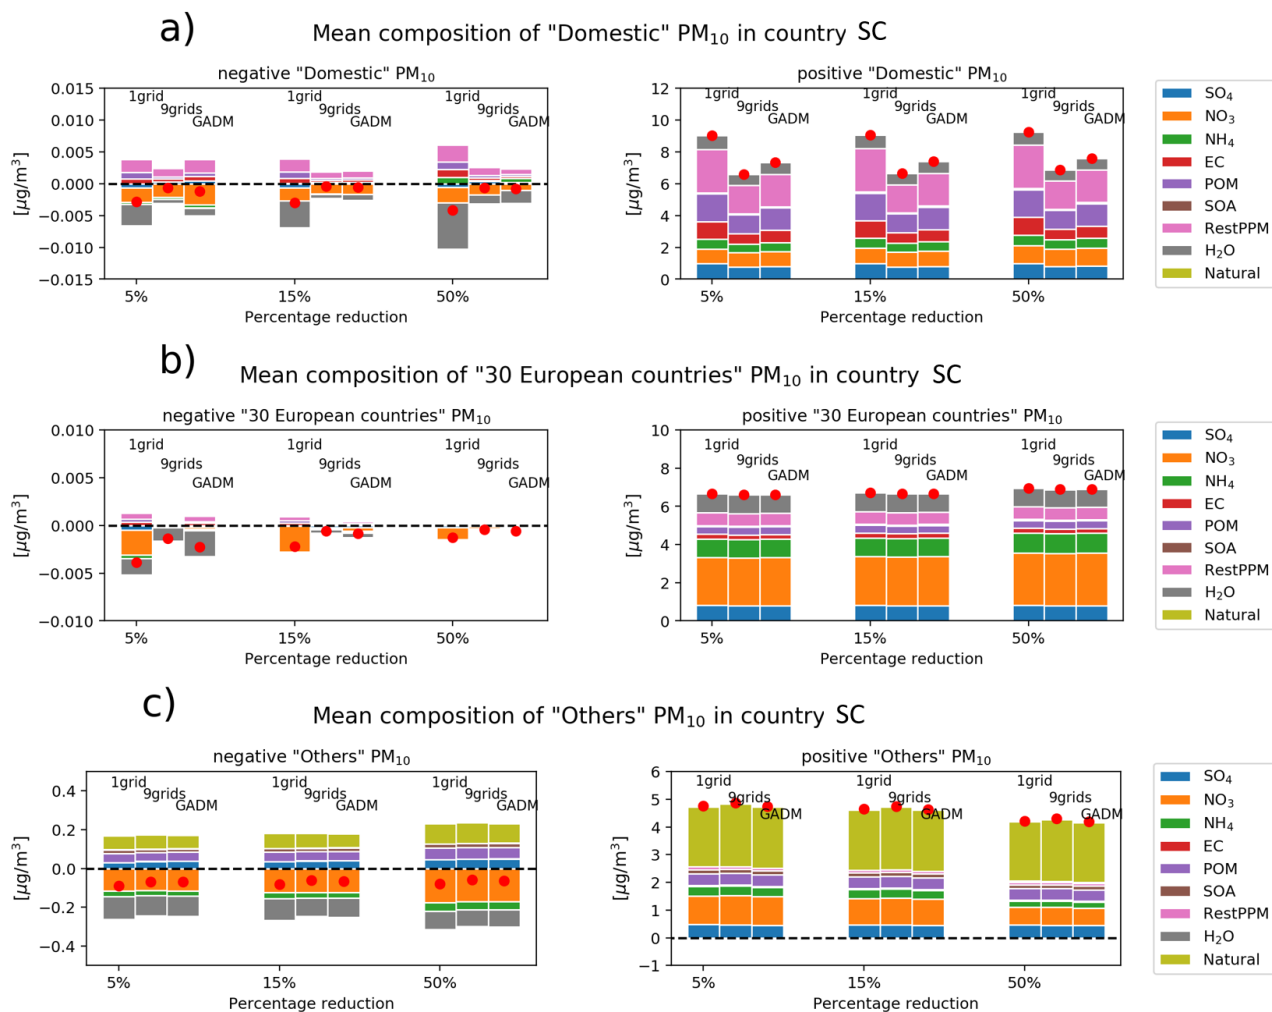 a) Mean composition of "Domestic" PM₁₀ in country SC
negative "Domestic" PM₁₀
0.015
0.010
0.005
0.000
−0.005
−0.010
−0.015
[μg/m³]
1grid
9grids
GADM
1grid
9grids
GADM
1grid
9grids
GADM
5% 15% 50%
Percentage reduction
positive "Domestic" PM₁₀
12
10
8
6
4
2
0
[μg/m³]
1grid
9grids
GADM
1grid
9grids
GADM
1grid
9grids
GADM
5% 15% 50%
Percentage reduction
SO₄
NO₃
NH₄
EC
POM
SOA
RestPPM
H₂O
Natural
b) Mean composition of "30 European countries" PM₁₀ in country SC
negative "30 European countries" PM₁₀
0.010
0.005
0.000
−0.005
−0.010
[μg/m³]
1grid
9grids
GADM
1grid
9grids
GADM
1grid
9grids
GADM
5% 15% 50%
Percentage reduction
positive "30 European countries" PM₁₀
10
8
6
4
2
0
[μg/m³]
1grid
9grids
GADM
1grid
9grids
GADM
1grid
9grids
GADM
5% 15% 50%
Percentage reduction
SO₄
NO₃
NH₄
EC
POM
SOA
RestPPM
H₂O
Natural
c) Mean composition of "Others" PM₁₀ in country SC
negative "Others" PM₁₀
0.4
0.2
0.0
−0.2
−0.4
[μg/m³]
1grid
9grids
GADM
1grid
9grids
GADM
1grid
9grids
GADM
5% 15% 50%
Percentage reduction
positive "Others" PM₁₀
6
5
4
3
2
1
0
−1
[μg/m³]
1grid
9grids
GADM
1grid
9grids
GADM
1grid
9grids
GADM
5% 15% 50%
Percentage reduction
SO₄
NO₃
NH₄
EC
POM
SOA
RestPPM
H₂O
Natural